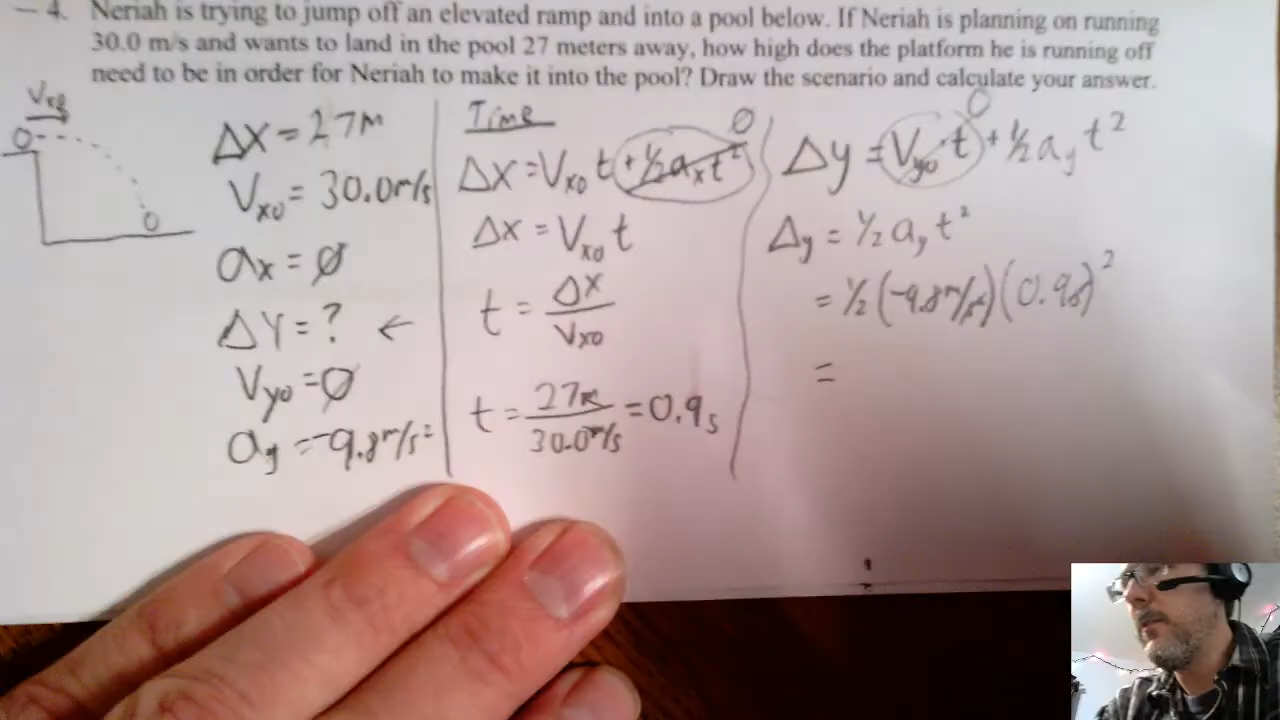 4. Neriah is trying to jump off an elevated ramp and into a pool below. If Neriah is planning on running
30.0 m/s and wants to land in the pool 27 meters away, how high does the platform he is running off
need to be in order for Neriah to make it into the pool? Draw the scenario and calculate your answer.
Vx0
Δx = 27m
Vx0 = 30.0m/s
ax = 0
ΔY = ? ←
Vy0 = 0
ay = -9.8m/s²
Time
0
Δx = Vx0 t + ½axt²
Δx = Vx0 t
t = Δx / Vx0
t = 27m / 30.0m/s = 0.9s
0
Δy = Vy0·t + ½ay t²
Δy = ½ ay t²
= ½(-9.8m/s²)(0.9s)²
=